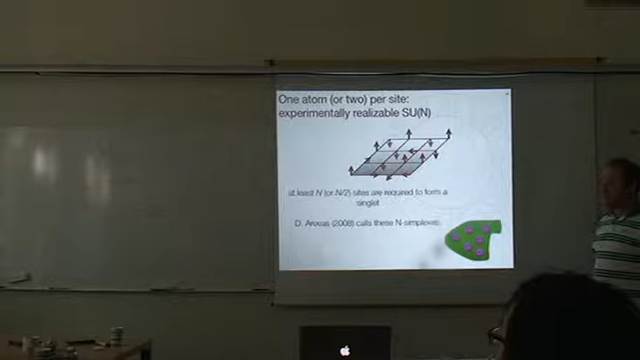 One atom (or two) per site:
experimentally realizable SU(N)
at least N (or N/2) sites are required to form a
singlet
D. Arovas (2008) calls these N-simplexes.